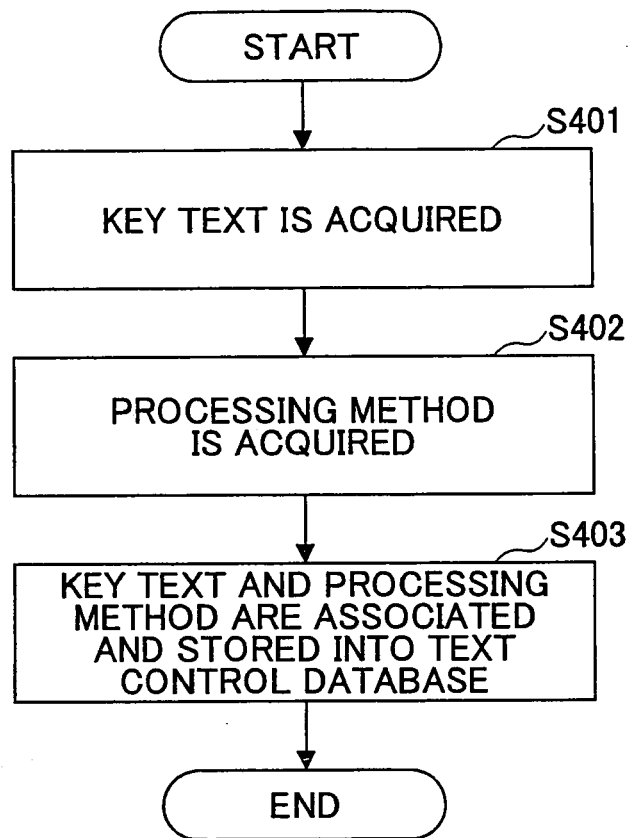 START
S401
KEY TEXT IS ACQUIRED
S402
PROCESSING METHOD
IS ACQUIRED
S403
KEY TEXT AND PROCESSING
METHOD ARE ASSOCIATED
AND STORED INTO TEXT
CONTROL DATABASE
END